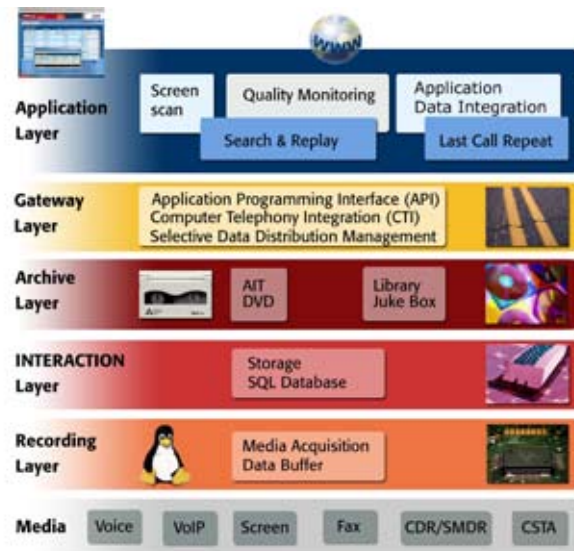 WWW
Application
Layer
Screen
scan
Quality Monitoring
Application
Data Integration
Search & Replay
Last Call Repeat
Gateway
Layer
Application Programming Interface (API)
Computer Telephony Integration (CTI)
Selective Data Distribution Management
Archive
Layer
AIT
DVD
Library
Juke Box
INTERACTION
Layer
Storage
SQL Database
Recording
Layer
Media Acquisition
Data Buffer
Media
Voice
VoIP
Screen
Fax
CDR/SMDR
CSTA